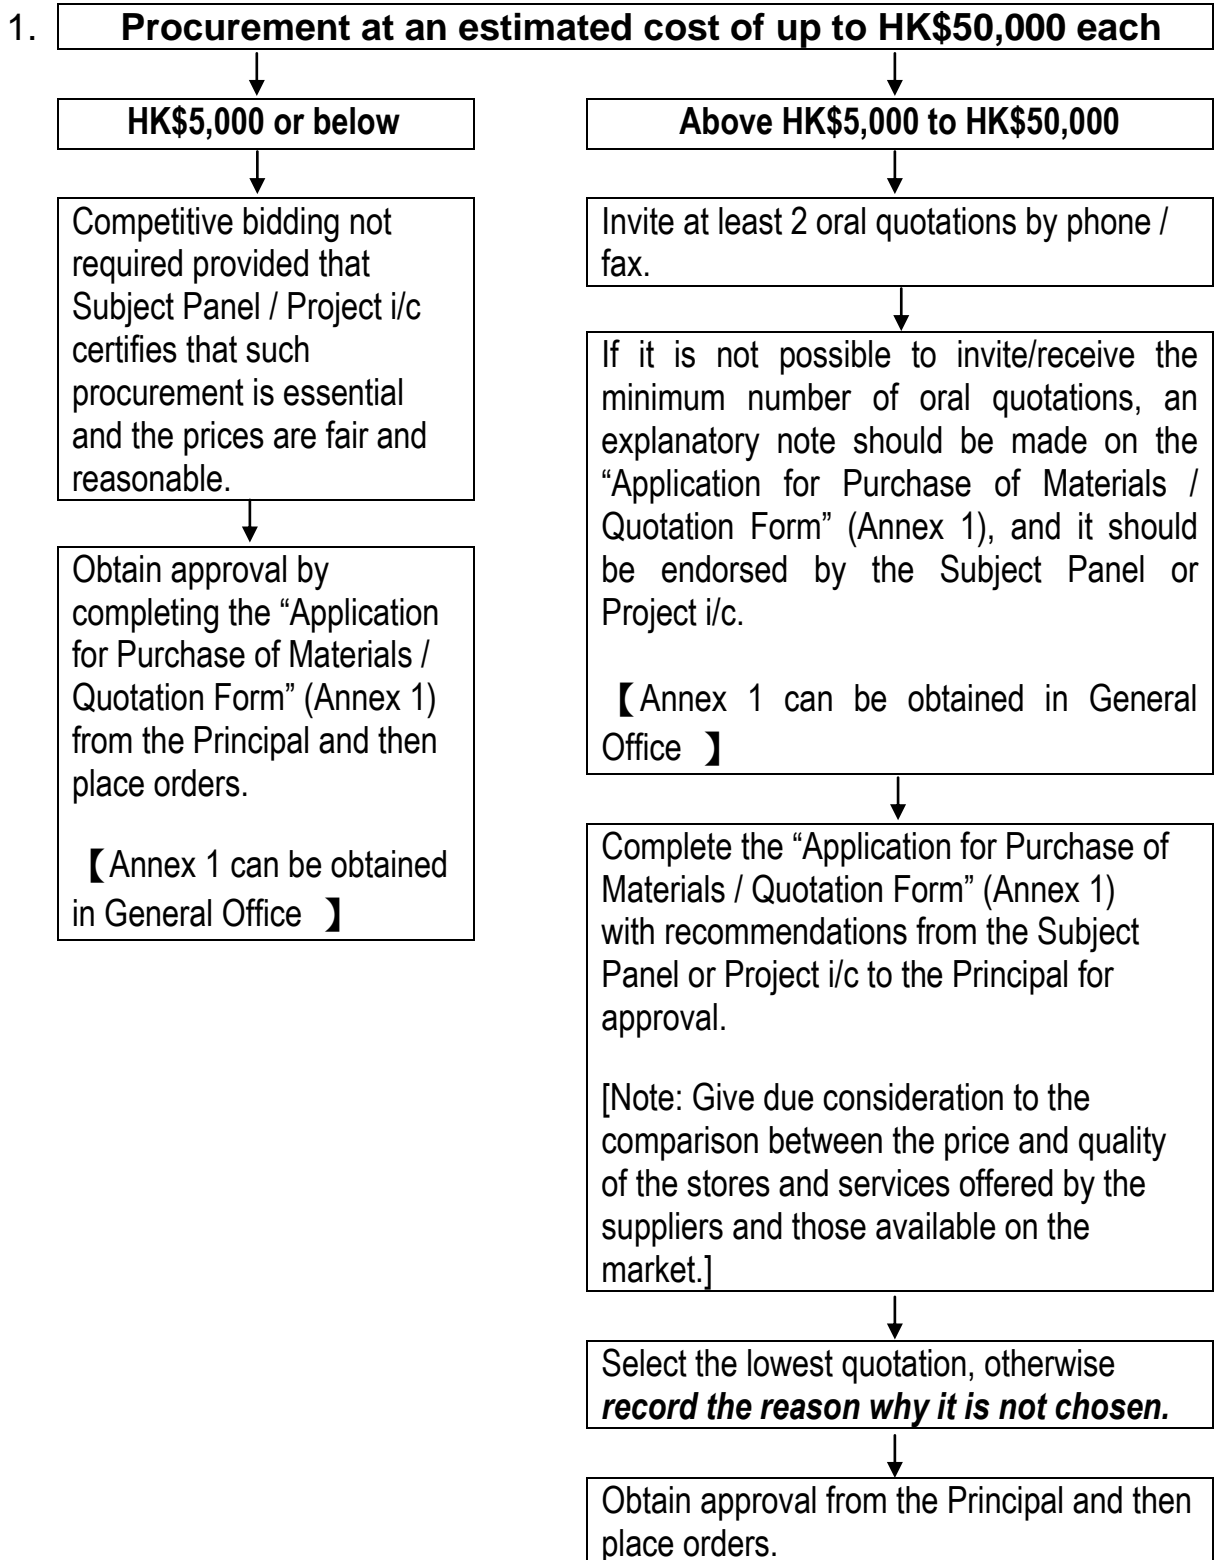 1. Procurement at an estimated cost of up to HK$50,000 each
HK$5,000 or below
Competitive bidding not
required provided that
Subject Panel / Project i/c
certifies that such
procurement is essential
and the prices are fair and
reasonable.
Obtain approval by
completing the “Application
for Purchase of Materials /
Quotation Form” (Annex 1)
from the Principal and then
place orders.
【Annex 1 can be obtained
in General Office 】
Above HK$5,000 to HK$50,000
Invite at least 2 oral quotations by phone /
fax.
If it is not possible to invite/receive the
minimum number of oral quotations, an
explanatory note should be made on the
“Application for Purchase of Materials /
Quotation Form” (Annex 1), and it should
be endorsed by the Subject Panel or
Project i/c.
【Annex 1 can be obtained in General
Office 】
Complete the “Application for Purchase of
Materials / Quotation Form” (Annex 1)
with recommendations from the Subject
Panel or Project i/c to the Principal for
approval.
[Note: Give due consideration to the
comparison between the price and quality
of the stores and services offered by the
suppliers and those available on the
market.]
Select the lowest quotation, otherwise
record the reason why it is not chosen.
Obtain approval from the Principal and then
place orders.